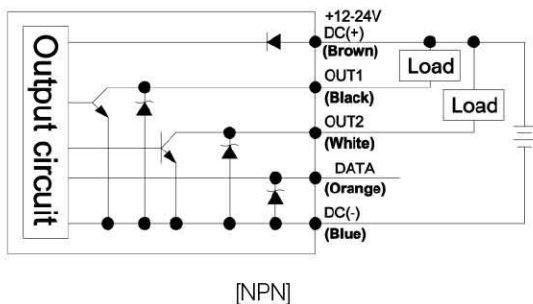 +12-24V
DC(+)
(Brown)
OUT1
(Black)
OUT2
(White)
DATA
(Orange)
DC(-)
(Blue)
Output circuit
Load
Load
[NPN]